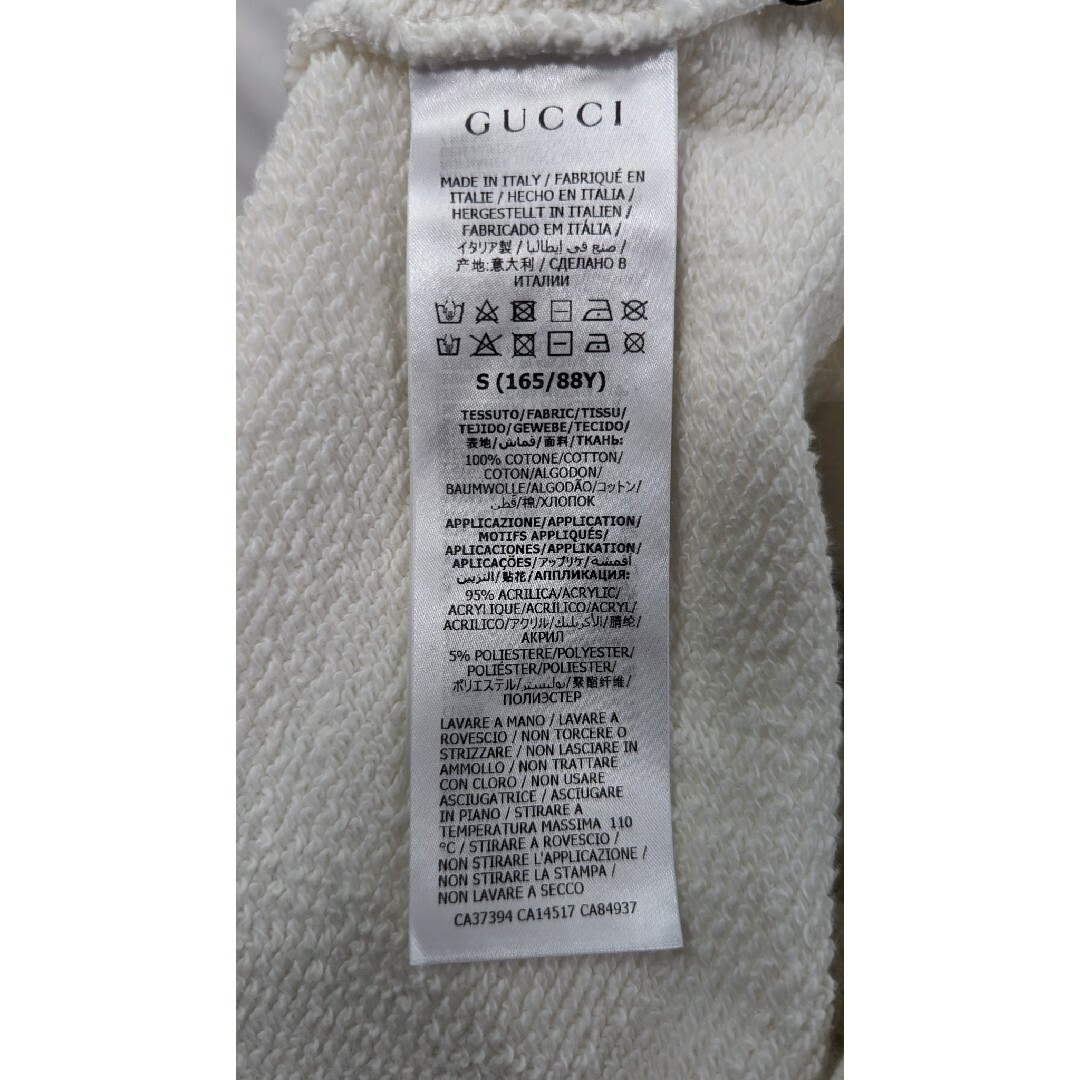 GUCCI
MADE IN ITALY / FABRIQUÉ EN
ITALIE / HECHO EN ITALIA /
HERGESTELLT IN ITALIEN /
FABRICADO EM ITÁLIA /
イタリア製 / صنع في إيطاليا /
产地:意大利 / СДЕЛАНО В
ИТАЛИИ
S (165/88Y)
TESSUTO/FABRIC/TISSU/
TEJIDO/GEWEBE/TECIDO/
表地/قماش/面料/ТКАНЬ:
100% COTONE/COTTON/
COTON/ALGODON/
BAUMWOLLE/ALGODÃO/コットン/
قطن/棉/ХЛОПОК
APPLICAZIONE/APPLICATION/
MOTIFS APPLIQUÉS/
APLICACIONES/APPLIKATION/
APLICAÇÕES/アップリケ/أقمشة
التزيين/贴花/АППЛИКАЦИЯ:
95% ACRILICA/ACRYLIC/
ACRYLIQUE/ACRÍLICO/ACRYL/
ACRILICO/アクリル/الأكريليك/腈纶/
АКРИЛ
5% POLIESTERE/POLYESTER/
POLIÉSTER/POLIESTER/
ポリエステル/بوليستر/聚酯纤维/
ПОЛИЭСТЕР
LAVARE A MANO / LAVARE A
ROVESCIO / NON TORCERE O
STRIZZARE / NON LASCIARE IN
AMMOLLO / NON TRATTARE
CON CLORO / NON USARE
ASCIUGATRICE / ASCIUGARE
IN PIANO / STIRARE A
TEMPERATURA MASSIMA 110
°C / STIRARE A ROVESCIO /
NON STIRARE L'APPLICAZIONE /
NON STIRARE LA STAMPA /
NON LAVARE A SECCO
CA37394 CA14517 CA84937